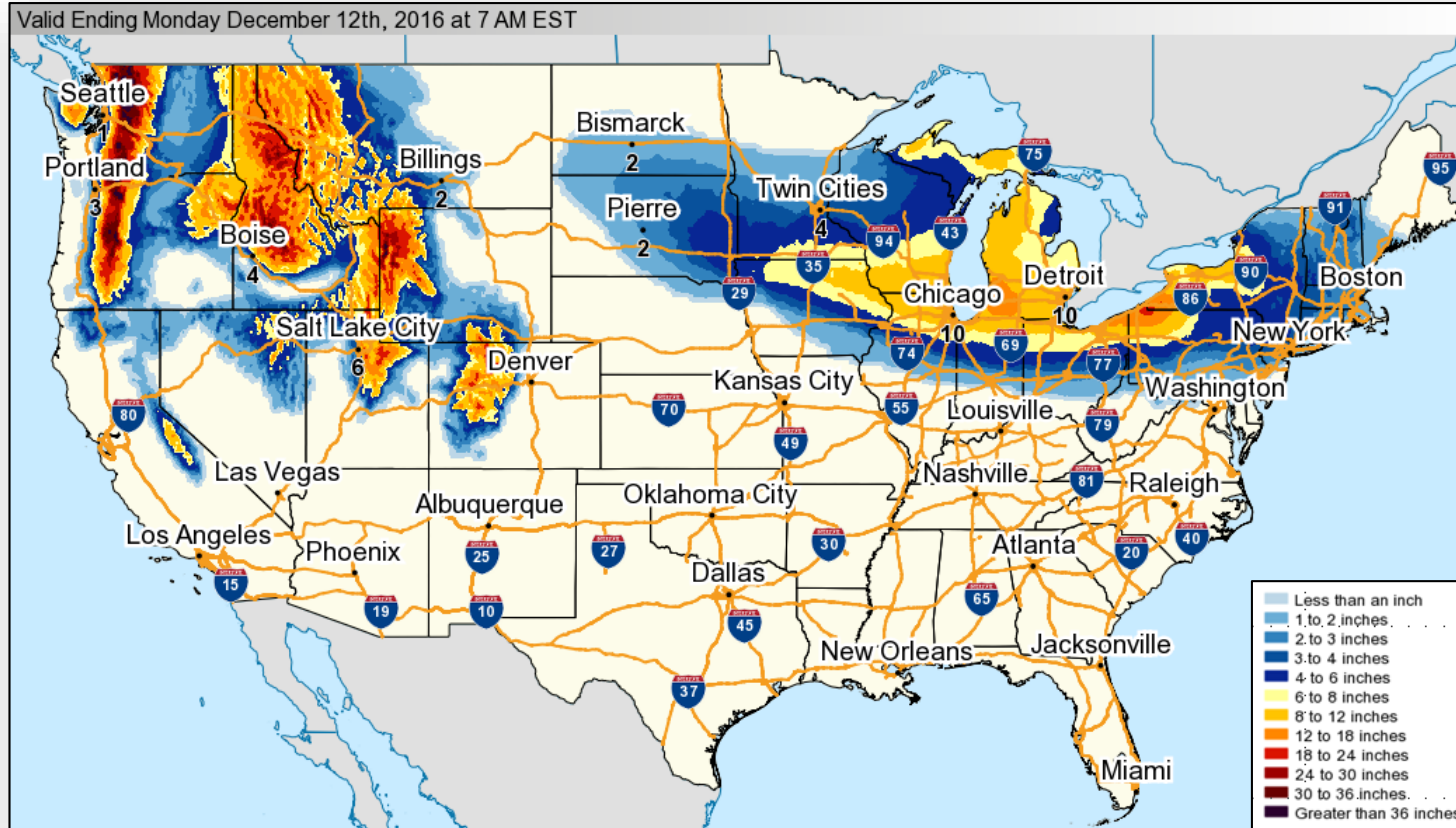 Valid Ending Monday December 12th, 2016 at 7 AM EST
Seattle
1
Portland
3
Billings
2
Boise
4
Bismarck
2
Pierre
2
Twin Cities
4
75
95
91
94
43
35
29
90
86
Boston
Detroit
10
Chicago
10
New York
Salt Lake City
6
Denver
74
69
77
Kansas City
Washington
80
70
55
Louisville
79
49
Las Vegas
Nashville
81
Raleigh
Albuquerque
Oklahoma City
Los Angeles
Phoenix
25
27
30
Atlanta
20
40
15
Dallas
19
10
45
65
New Orleans
Jacksonville
37
Miami
Less than an inch
1 to 2 inches
2 to 3 inches
3 to 4 inches
4 to 6 inches
6 to 8 inches
8 to 12 inches
12 to 18 inches
18 to 24 inches
24 to 30 inches
30 to 36 inches
Greater than 36 inches